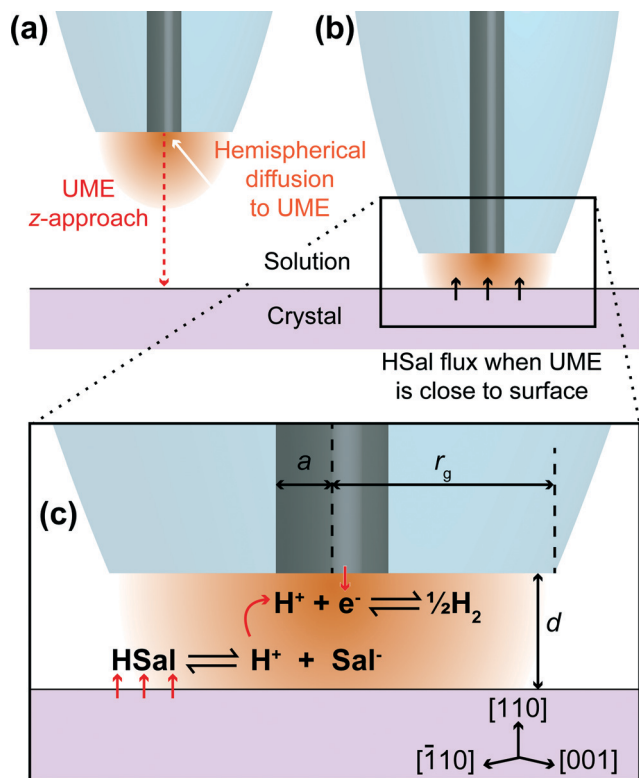 (a)
(b)
Hemispherical
diffusion
to UME
UME
z-approach
Solution
Crystal
HSal flux when UME
is close to surface
(c)
a
r_g
H⁺ + e⁻ ⇌ ½H₂
d
HSal ⇌ H⁺ + Sal⁻
[110]
[1̄10]
[001]